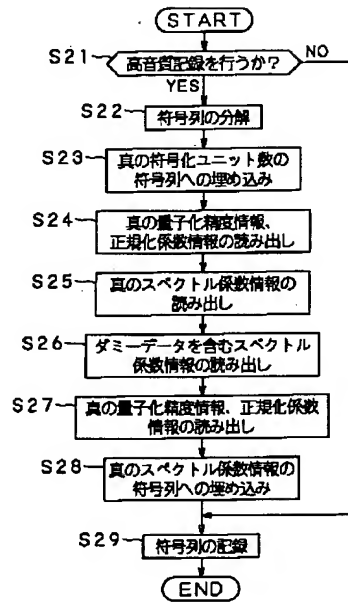 START
S21
高音質記録を行うか?
NO
YES
S22
符号列の分解
S23
真の符号化ユニット数の
符号列への埋め込み
S24
真の量子化精度情報、
正規化係数情報の読み出し
S25
真のスペクトル係数情報の
読み出し
S26
ダミーデータを含むスペクトル
係数情報の読み出し
S27
真の量子化精度情報、正規化係数
情報の読み出し
S28
真のスペクトル係数情報の
符号列への埋め込み
S29
符号列の記録
END